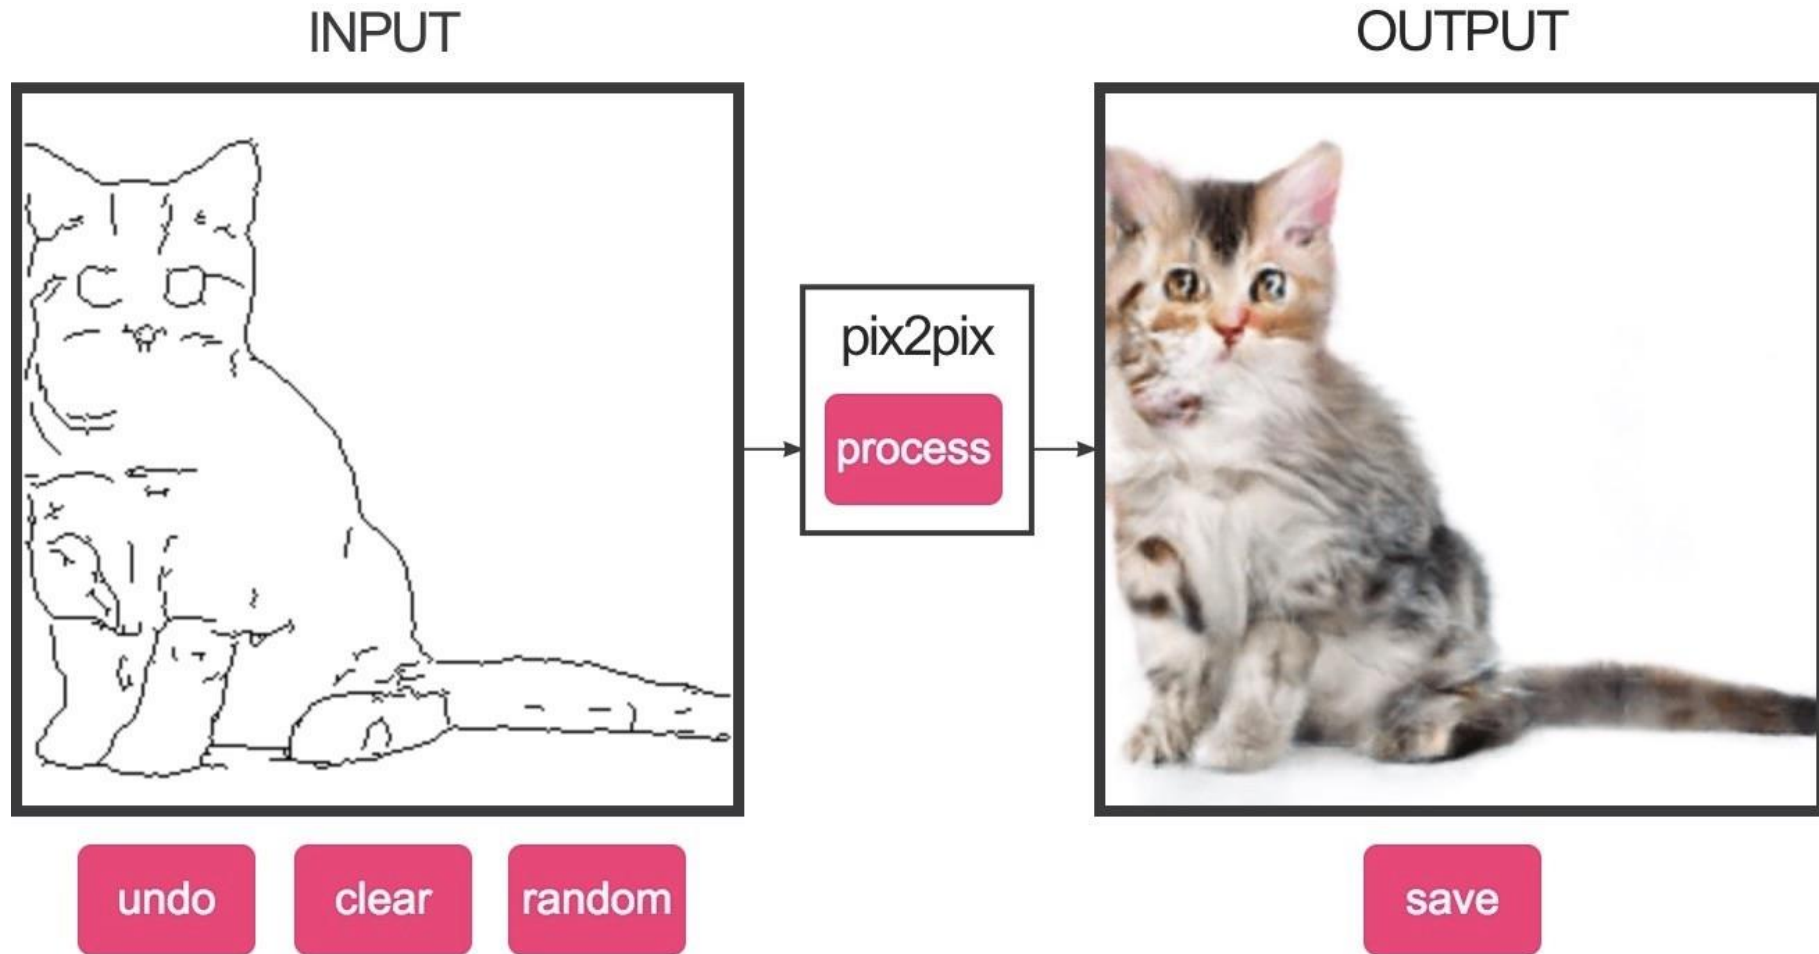 INPUT
OUTPUT
pix2pix
process
undo
clear
random
save